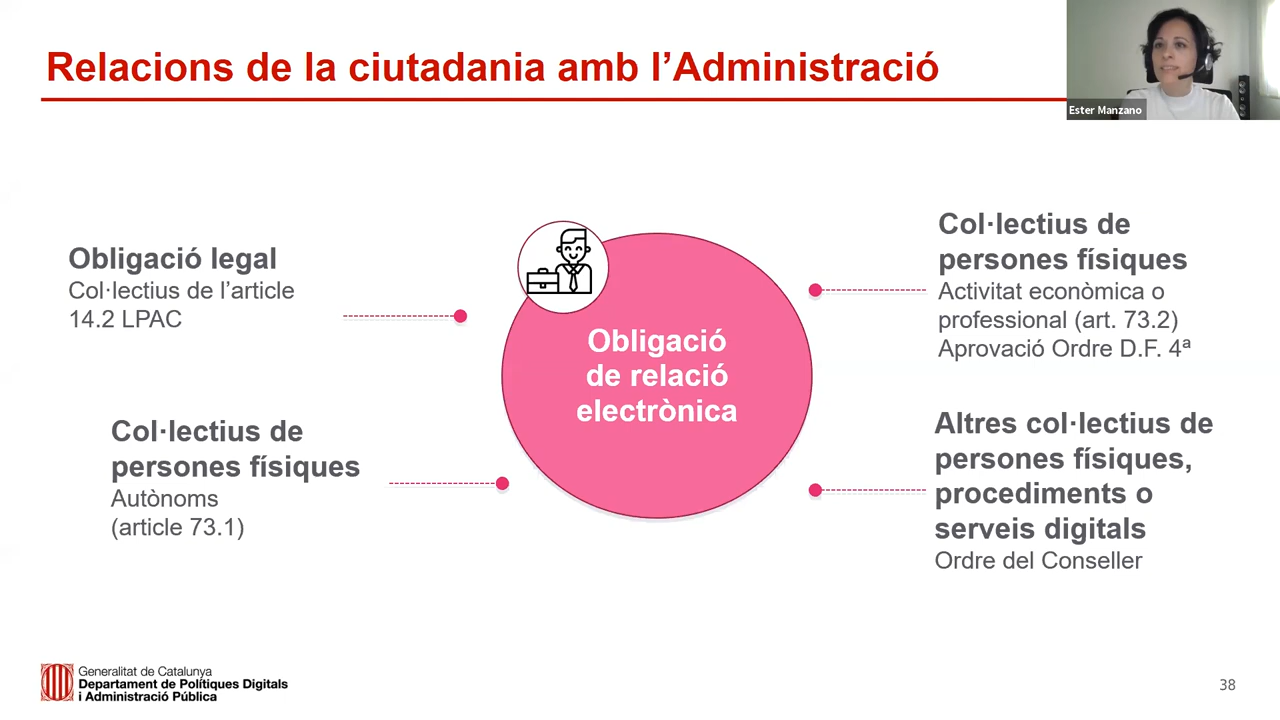 Relacions de la ciutadania amb l’Administració
Ester Manzano
Obligació legal
Col·lectius de l’article
14.2 LPAC
Col·lectius de
persones físiques
Autònoms
(article 73.1)
Obligació
de relació
electrònica
Col·lectius de
persones físiques
Activitat econòmica o
professional (art. 73.2)
Aprovació Ordre D.F. 4ª
Altres col·lectius de
persones físiques,
procediments o
serveis digitals
Ordre del Conseller
Generalitat de Catalunya
Departament de Polítiques Digitals
i Administració Pública
38